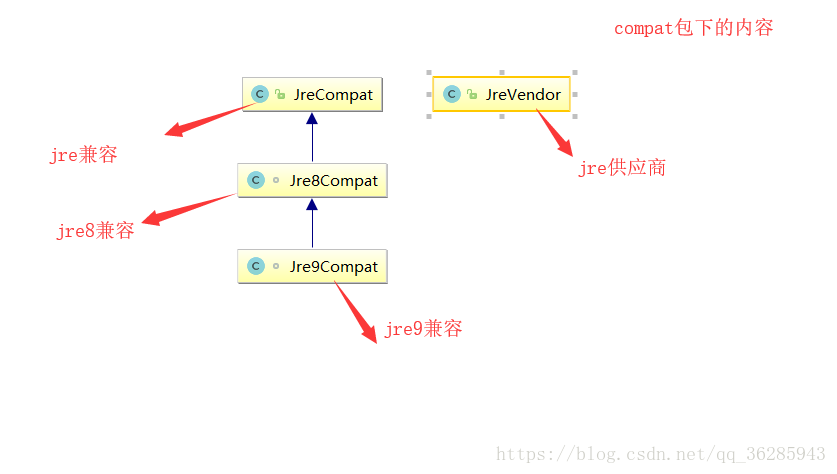 compat包下的内容
JreCompat
JreVendor
jre兼容
jre供应商
Jre8Compat
jre8兼容
Jre9Compat
jre9兼容
https://blog.csdn.net/qq_36285943